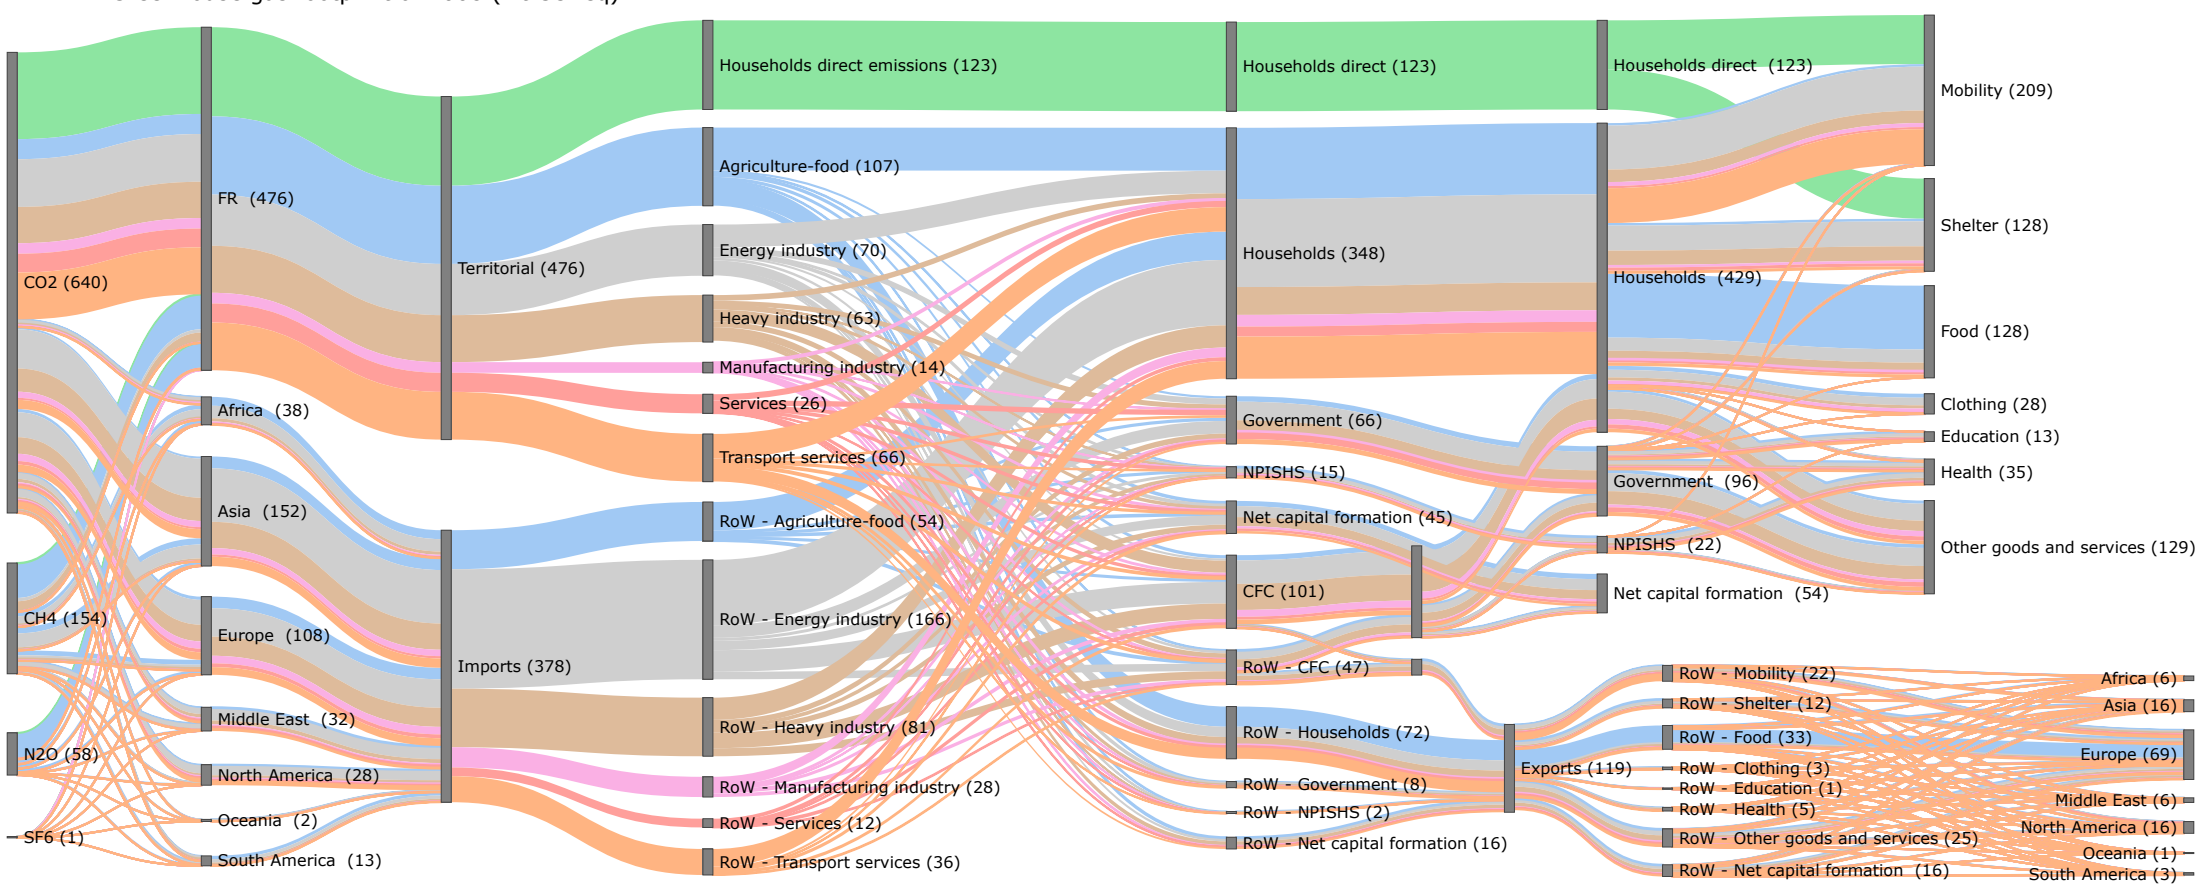 CO2 (640)
CH4 (154)
N2O (58)
SF6 (1)
FR (476)
Africa (38)
Asia (152)
Europe (108)
Middle East (32)
North America (28)
Oceania (2)
South America (13)
Territorial (476)
Imports (378)
Households direct emissions (123)
Agriculture-food (107)
Energy industry (70)
Heavy industry (63)
Manufacturing industry (14)
Services (26)
Transport services (66)
RoW - Agriculture-food (54)
RoW - Energy industry (166)
RoW - Heavy industry (81)
RoW - Manufacturing industry (28)
RoW - Services (12)
RoW - Transport services (36)
Households direct (123)
Households (348)
Government (66)
NPISHS (15)
Net capital formation (45)
CFC (101)
RoW - CFC (47)
RoW - Households (72)
RoW - Government (8)
RoW - NPISHS (2)
RoW - Net capital formation (16)
Exports (119)
Households direct (123)
Households (429)
Government (96)
NPISHS (22)
Net capital formation (54)
RoW - Mobility (22)
RoW - Shelter (12)
RoW - Food (33)
RoW - Clothing (3)
RoW - Education (1)
RoW - Health (5)
RoW - Other goods and services (25)
RoW - Net capital formation (16)
Mobility (209)
Shelter (128)
Food (128)
Clothing (28)
Education (13)
Health (35)
Other goods and services (129)
Africa (6)
Asia (16)
Europe (69)
Middle East (6)
North America (16)
Oceania (1)
South America (3)